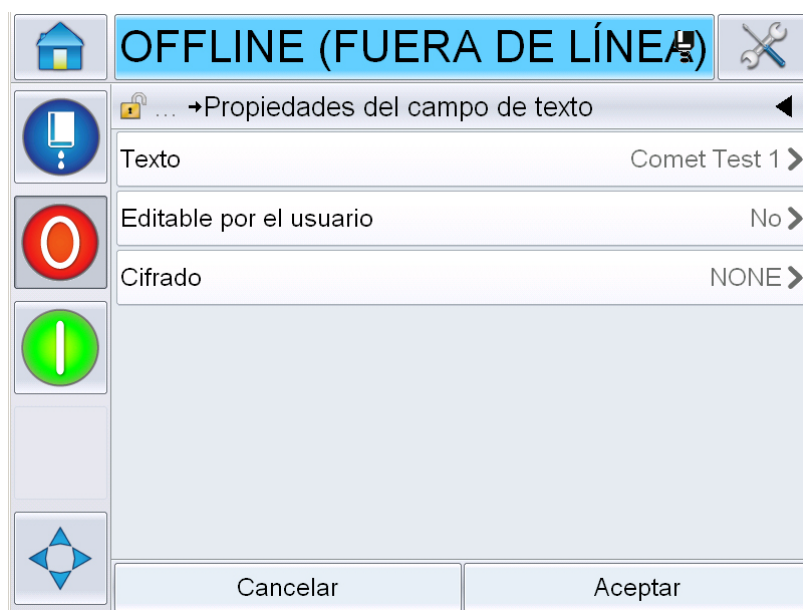 OFFLINE (FUERA DE LÍNEA)
... →Propiedades del campo de texto
Texto Comet Test 1
Editable por el usuario No
Cifrado NONE
Cancelar Aceptar